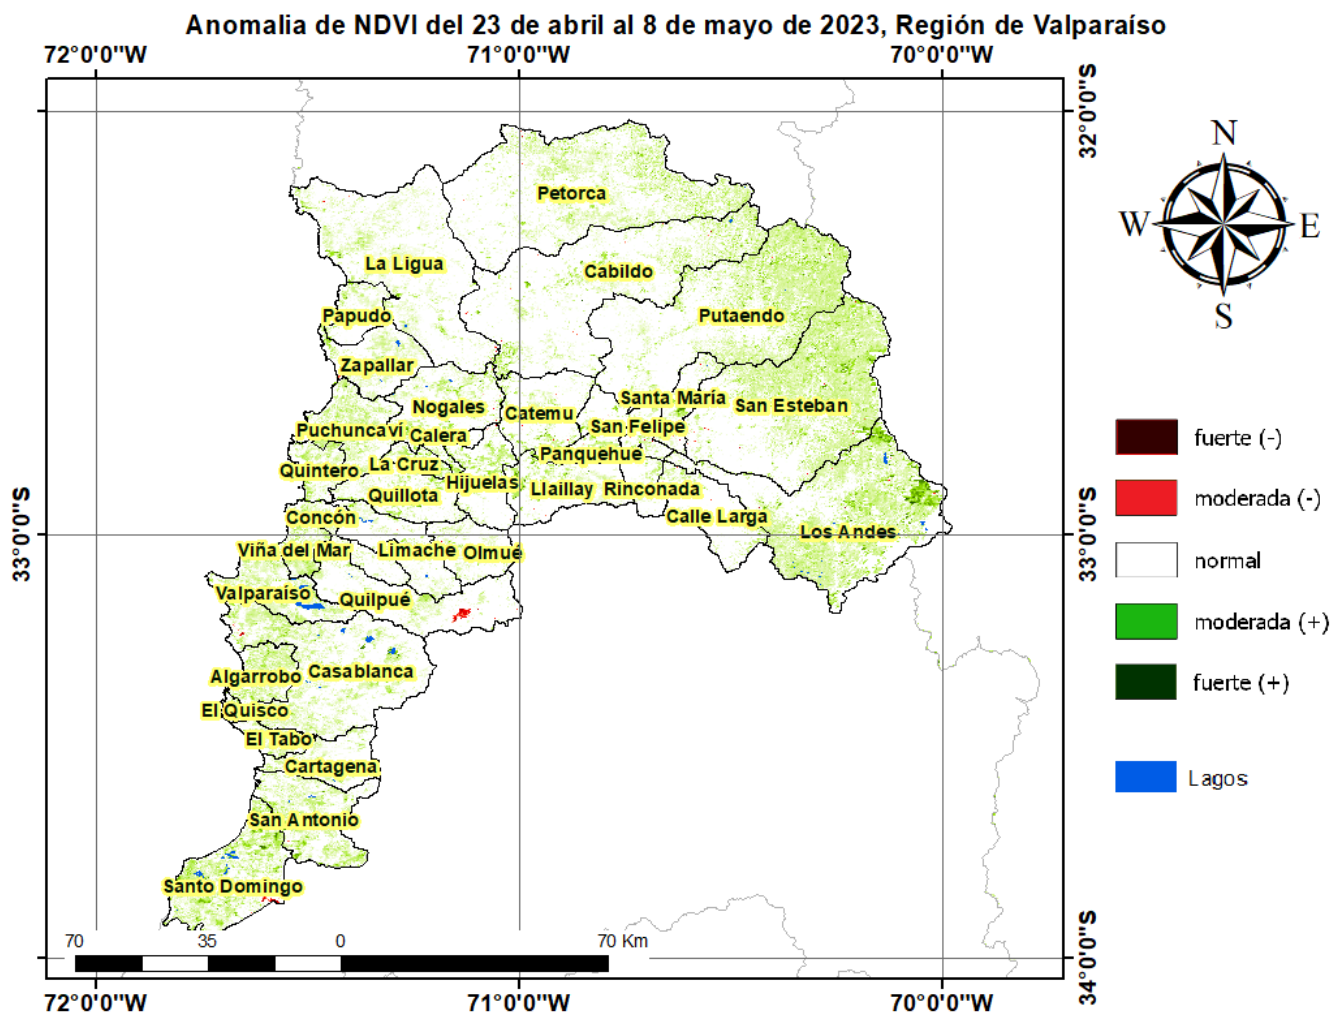 Anomalia de NDVI del 23 de abril al 8 de mayo de 2023, Región de Valparaíso
72°0'0"W 71°0'0"W 70°0'0"W
32°0'0"S
N
W E
S
Petorca
La Ligua
Cabildo
Papudo
Putaendo
Zapallar
Santa María
San Esteban
Nogales
Catemu
Puchuncaví
Calera
San Felipe
Panquehue
Quintero
La Cruz
Hijuelas
Quillota
Llaillay
Rinconada
Concón
Calle Larga
Los Andes
33°0'0"S
33°0'0"S
Viña del Mar
Limache
Olmué
Valparaíso
Quilpué
Algarrobo
Casablanca
El Quisco
El Tabo
Cartagena
San Antonio
Santo Domingo
fuerte (-)
moderada (-)
normal
moderada (+)
fuerte (+)
Lagos
70 35 0 70 Km
34°0'0"S
72°0'0"W 71°0'0"W 70°0'0"W